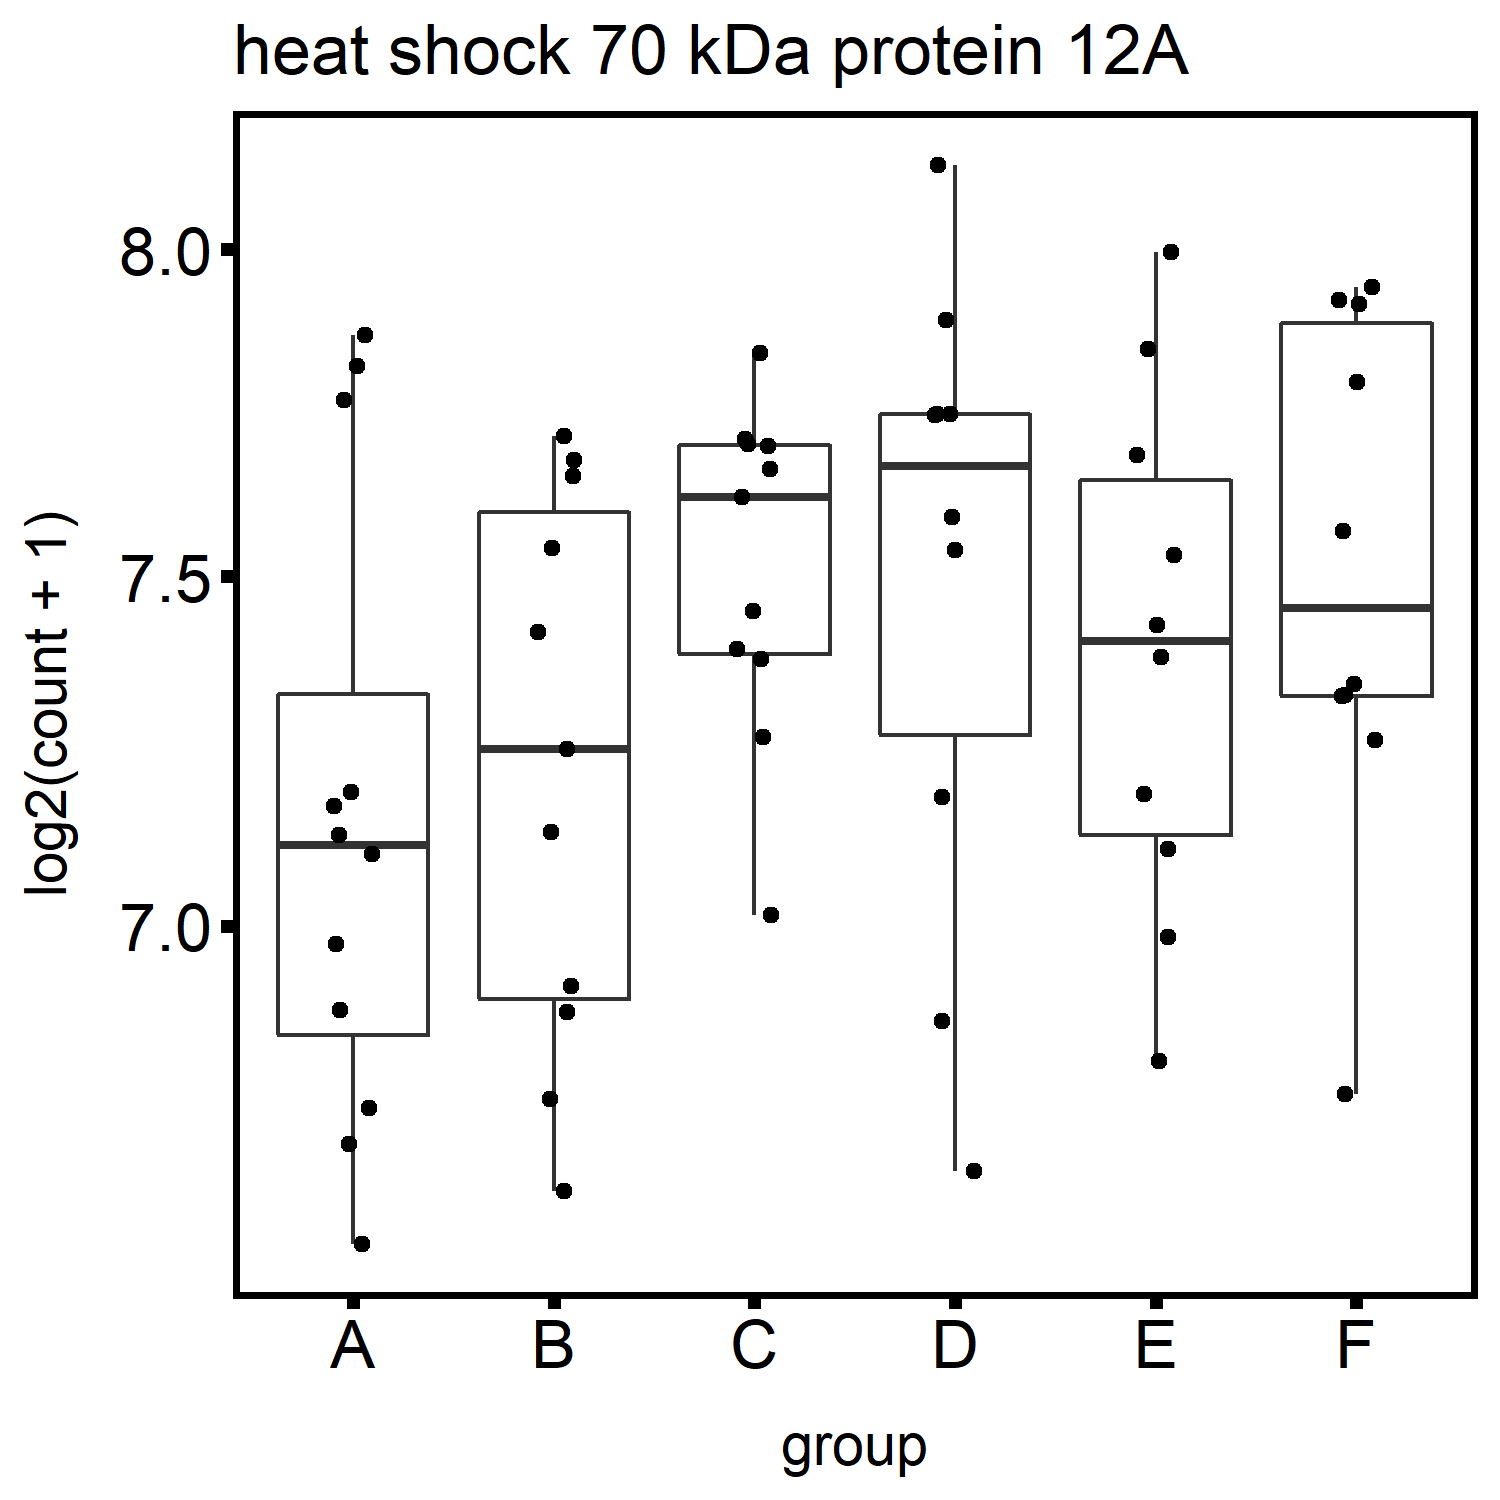 heat shock 70 kDa protein 12A
log2(count + 1)
8.0
7.5
7.0
A B C D E F
group